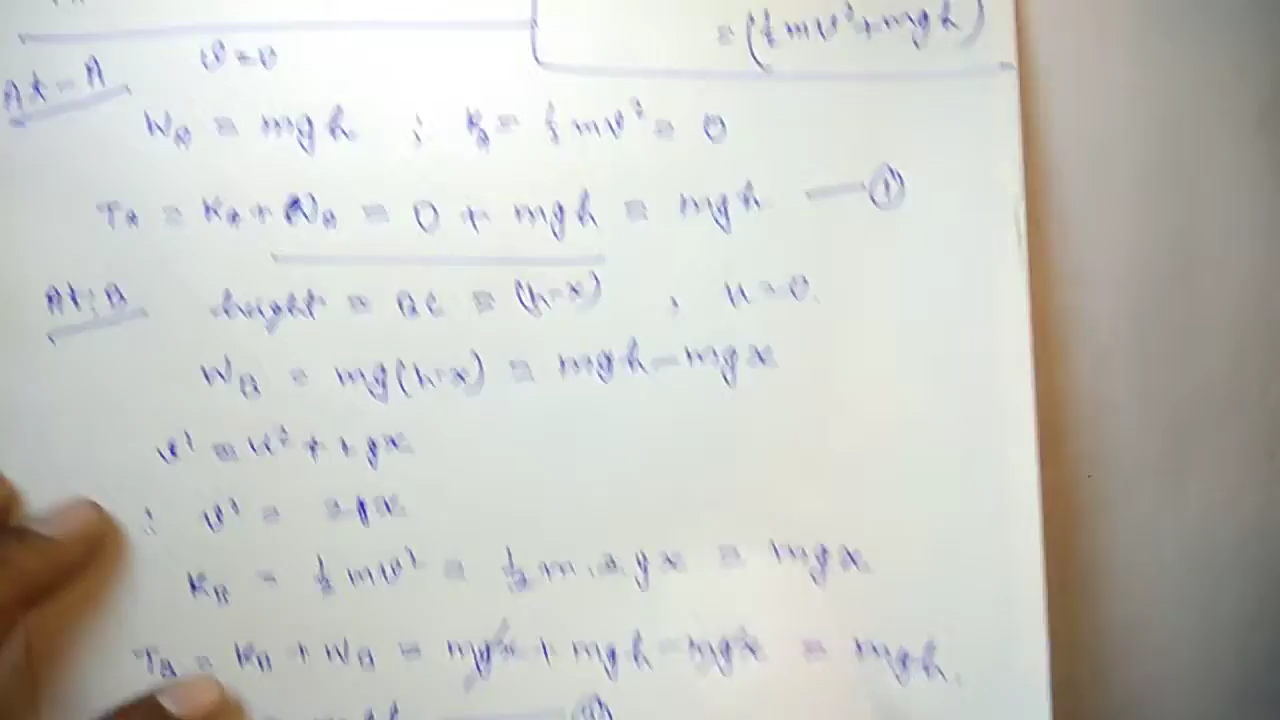 = (½mv²+mgh)
At - A v=0
W_A = mgh ; K_A = ½mv² = 0
T_A = K_A + W_A = 0 + mgh = mgh —— ①
At: B height = BC = (h-x) , u=0.
W_B = mg(h-x) = mgh - mgx
v² = u² + 2gx
∴ v² = 2gx
K_B = ½mv² = ½m.2gx = mgx
T_B = K_B + W_B = mgx + mgh - mgx = mgh.